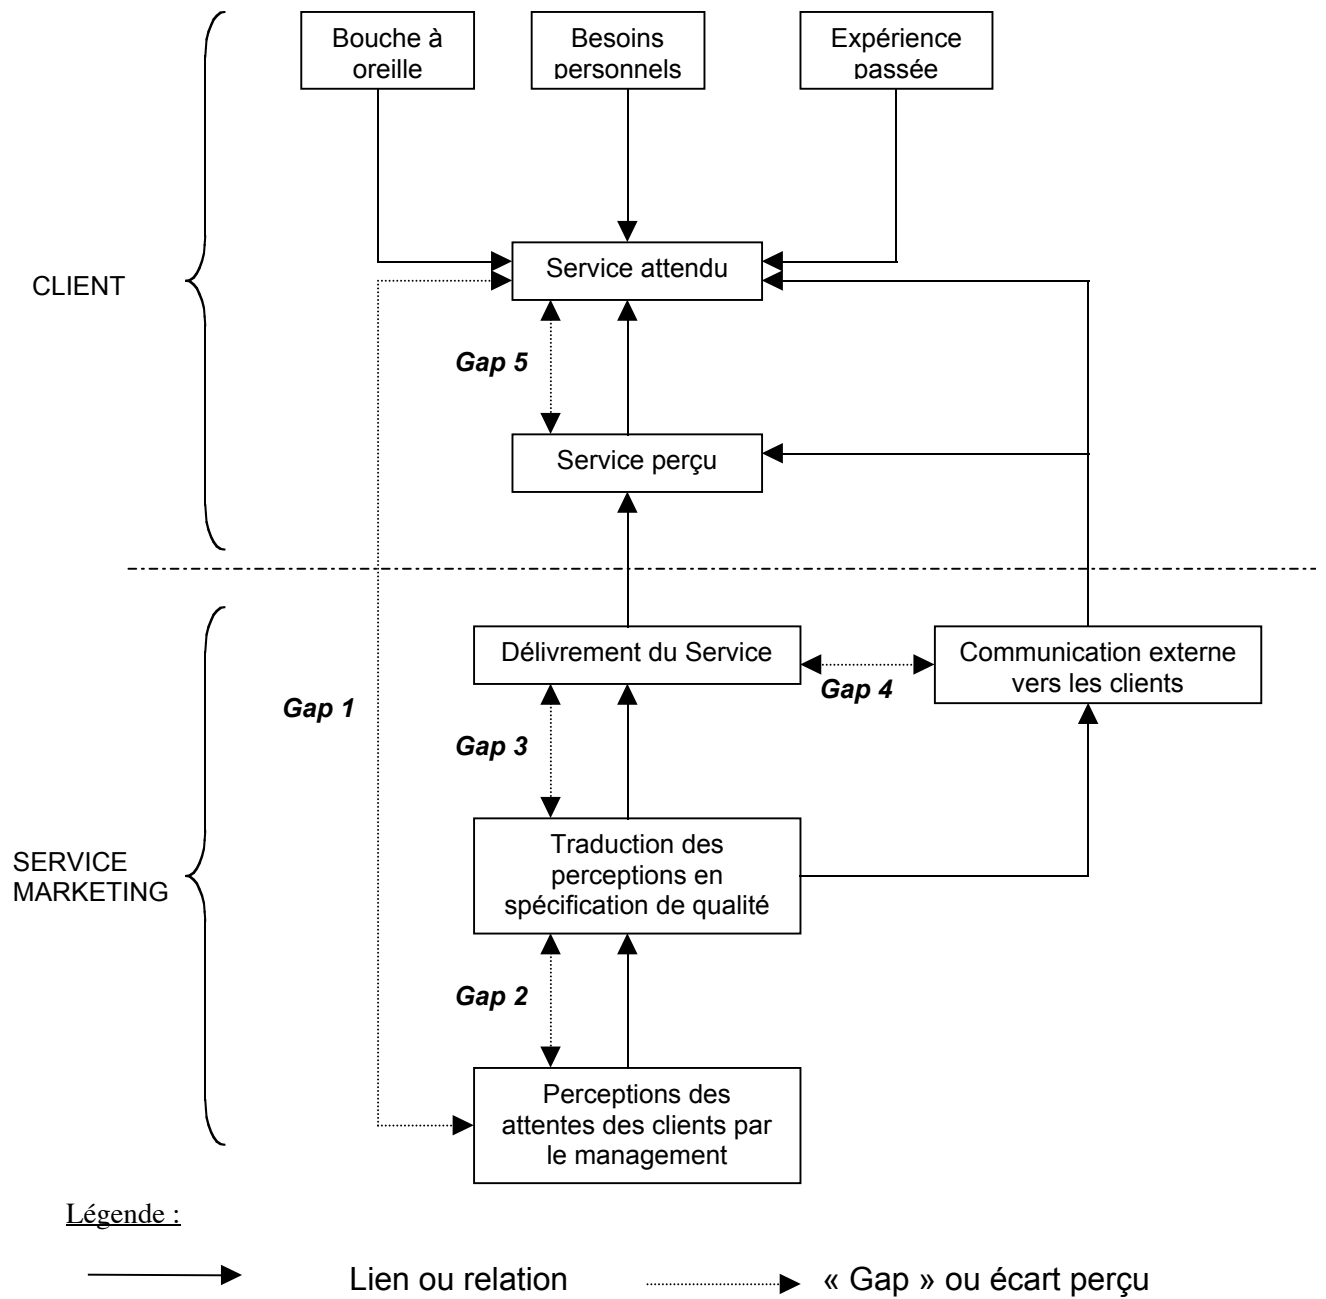 Bouche à
oreille
Besoins
personnels
Expérience
passée
Service attendu
CLIENT
Gap 5
Service perçu
Délivrement du Service
Communication externe
vers les clients
Gap 4
Gap 1
Gap 3
Traduction des
perceptions en
spécification de qualité
SERVICE
MARKETING
Gap 2
Perceptions des
attentes des clients par
le management
Légende :
Lien ou relation
« Gap » ou écart perçu